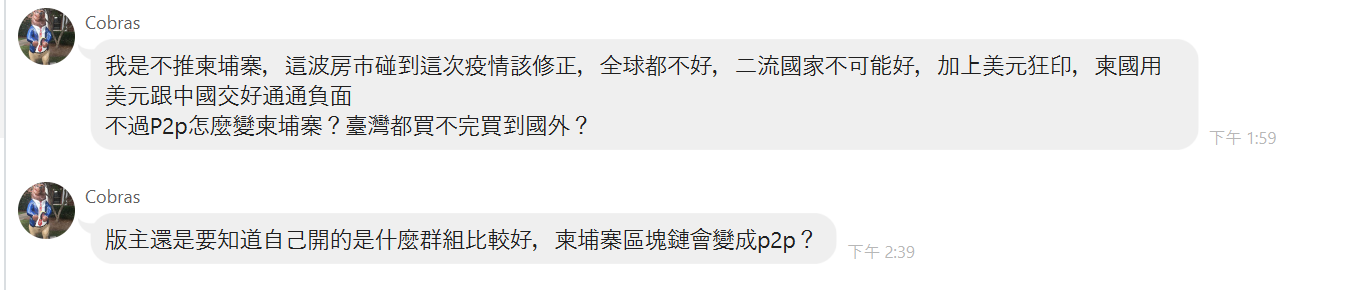 Cobras
我是不推柬埔寨，這波房市碰到這次疫情該修正，全球都不好，二流國家不可能好，加上美元狂印，柬國用
美元跟中國交好通通負面
不過P2p怎麼變柬埔寨？臺灣都買不完買到國外？
下午 1:59
Cobras
版主還是要知道自己開的是什麼群組比較好，柬埔寨區塊鏈會變成p2p？
下午 2:39